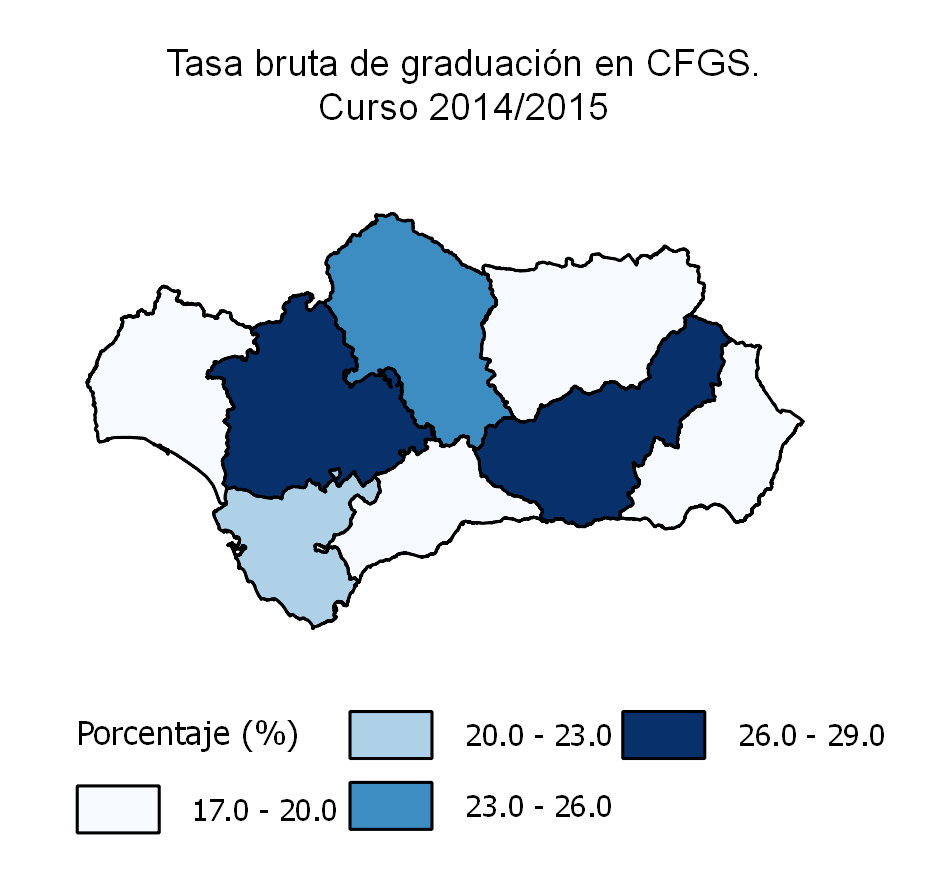 Tasa bruta de graduación en CFGS.
Curso 2014/2015
Porcentaje (%)
17.0 - 20.0
20.0 - 23.0
23.0 - 26.0
26.0 - 29.0